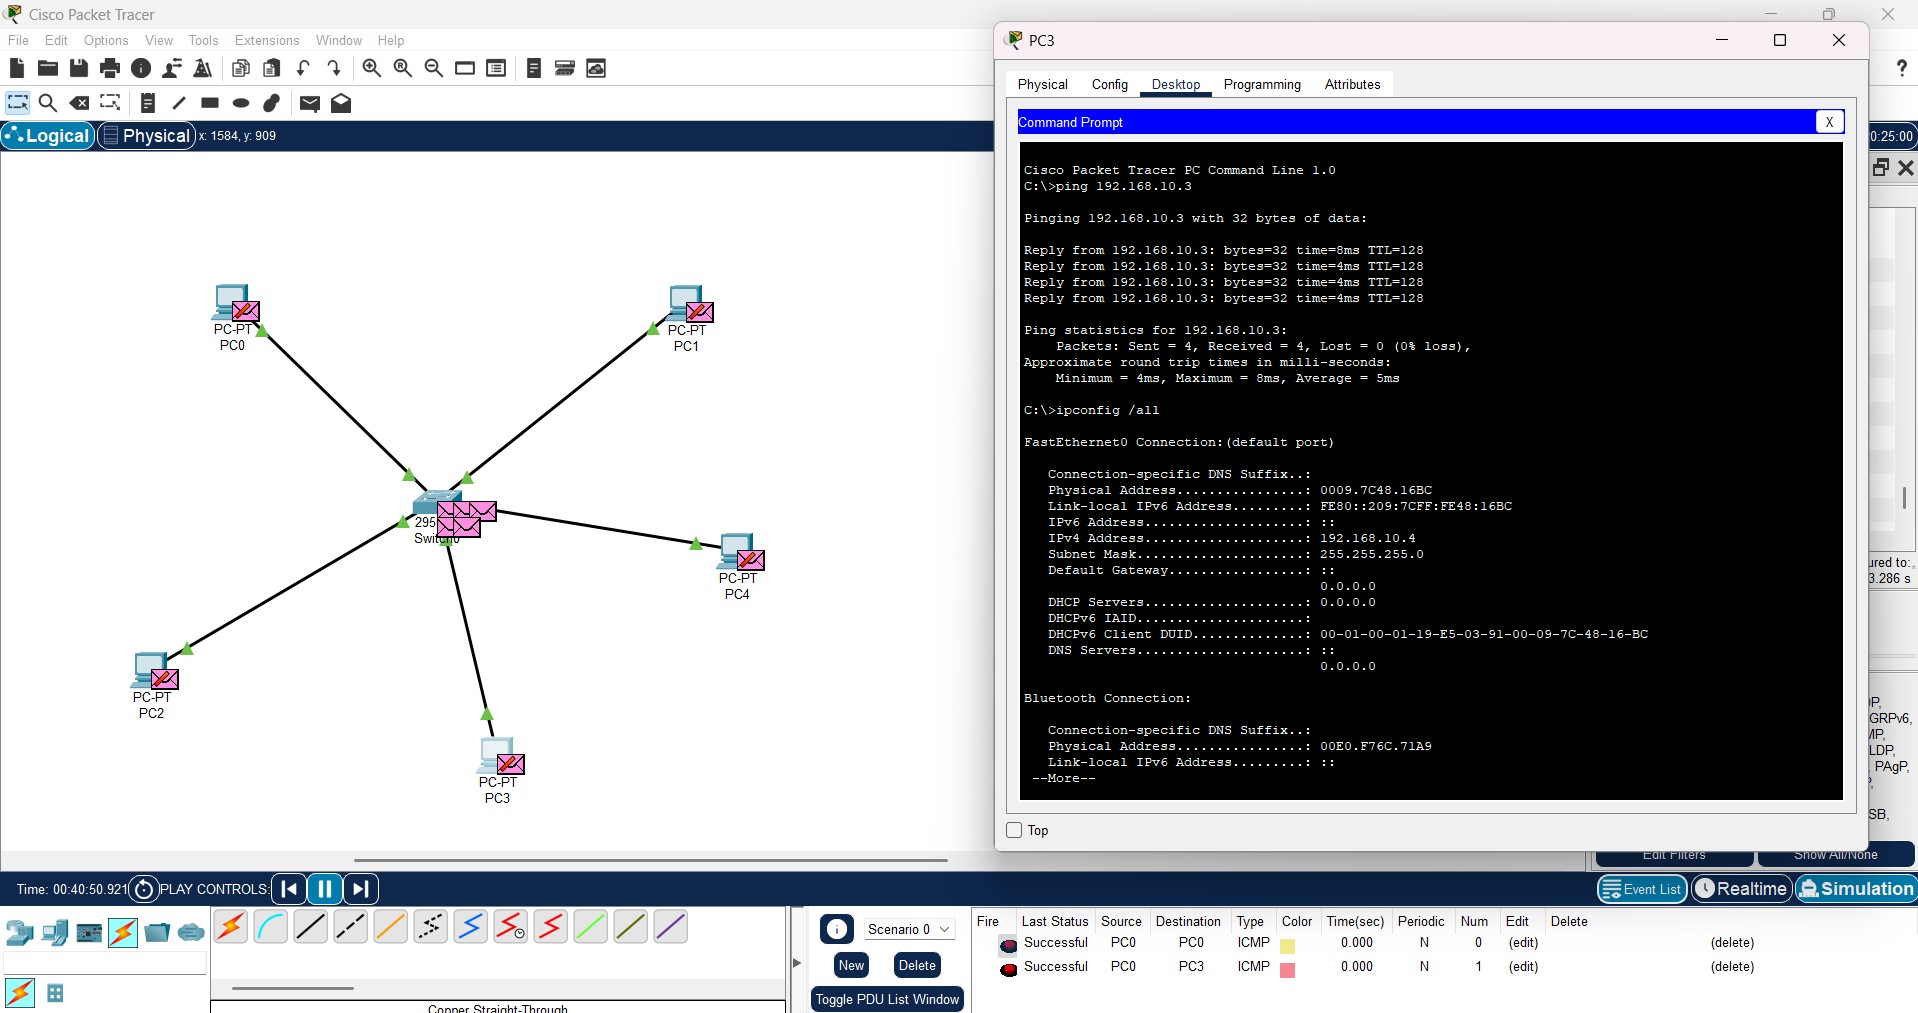 Cisco Packet Tracer
File Edit Options View Tools Extensions Window Help
Logical Physical x: 1584, y: 909
PC-PT
PC0
PC-PT
PC1
295
Switch0
PC-PT
PC4
PC-PT
PC2
PC-PT
PC3
PC3
Physical Config Desktop Programming Attributes
Command Prompt X
Cisco Packet Tracer PC Command Line 1.0
C:\>ping 192.168.10.3
Pinging 192.168.10.3 with 32 bytes of data:
Reply from 192.168.10.3: bytes=32 time=8ms TTL=128
Reply from 192.168.10.3: bytes=32 time=4ms TTL=128
Reply from 192.168.10.3: bytes=32 time=4ms TTL=128
Reply from 192.168.10.3: bytes=32 time=4ms TTL=128
Ping statistics for 192.168.10.3:
Packets: Sent = 4, Received = 4, Lost = 0 (0% loss),
Approximate round trip times in milli-seconds:
Minimum = 4ms, Maximum = 8ms, Average = 5ms
C:\>ipconfig /all
FastEthernet0 Connection:(default port)
Connection-specific DNS Suffix..:
Physical Address................: 0009.7C48.16BC
Link-local IPv6 Address.........: FE80::209:7CFF:FE48:16BC
IPv6 Address....................: ::
IPv4 Address....................: 192.168.10.4
Subnet Mask.....................: 255.255.255.0
Default Gateway.................: ::
0.0.0.0
DHCP Servers....................: 0.0.0.0
DHCPv6 IAID.....................:
DHCPv6 Client DUID..............: 00-01-00-01-19-E5-03-91-00-09-7C-48-16-BC
DNS Servers.....................: ::
0.0.0.0
Bluetooth Connection:
Connection-specific DNS Suffix..:
Physical Address................: 00E0.F76C.71A9
Link-local IPv6 Address.........: ::
--More--
Top
0:25:00
ured to:
3.286 s
GRPv6,
LDP,
PAgP,
SB,
Edit Filters Show All/None
Time: 00:40:50.921 PLAY CONTROLS:
Event List Realtime Simulation
Copper Straight-Through
Scenario 0
New Delete
Toggle PDU List Window
Fire Last Status Source Destination Type Color Time(sec) Periodic Num Edit Delete
Successful PC0 PC0 ICMP 0.000 N 0 (edit) (delete)
Successful PC0 PC3 ICMP 0.000 N 1 (edit) (delete)